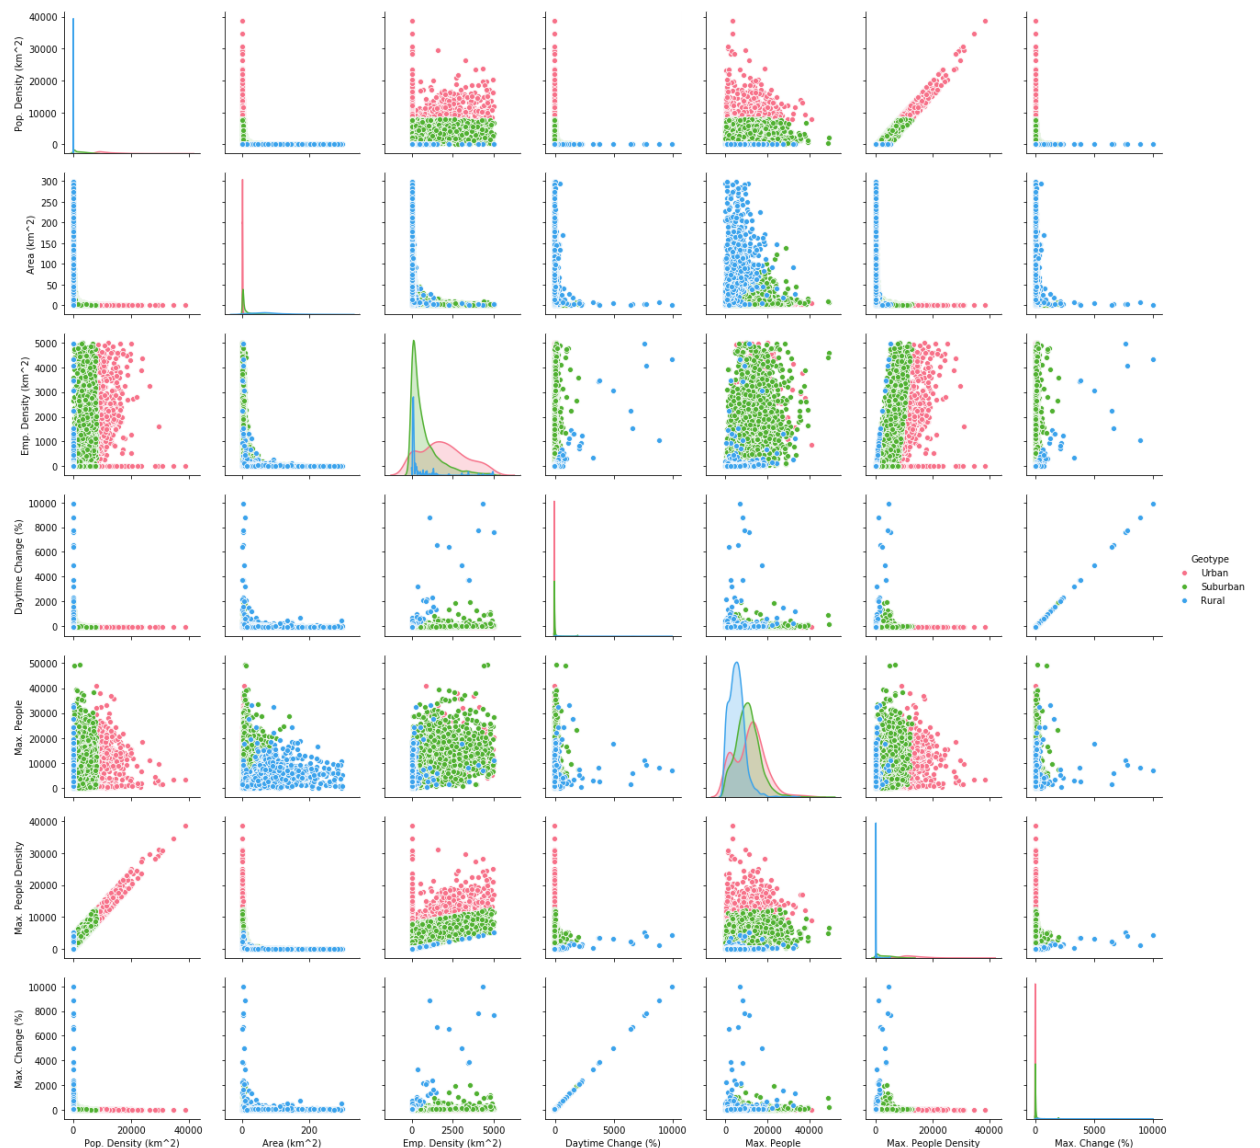 40000
30000
20000
10000
0
Pop. Density (km^2)
300
250
200
150
100
50
0
Area (km^2)
5000
4000
3000
2000
1000
0
Emp. Density (km^2)
10000
8000
6000
4000
2000
0
Daytime Change (%)
Geotype
Urban
Suburban
Rural
50000
40000
30000
20000
10000
0
Max. People
40000
30000
20000
10000
0
Max. People Density
10000
8000
6000
4000
2000
0
Max. Change (%)
0 20000 40000
0 200
0 2500 5000
0 5000 10000
0 20000 40000
0 20000 40000
0 5000 10000
Pop. Density (km^2)
Area (km^2)
Emp. Density (km^2)
Daytime Change (%)
Max. People
Max. People Density
Max. Change (%)